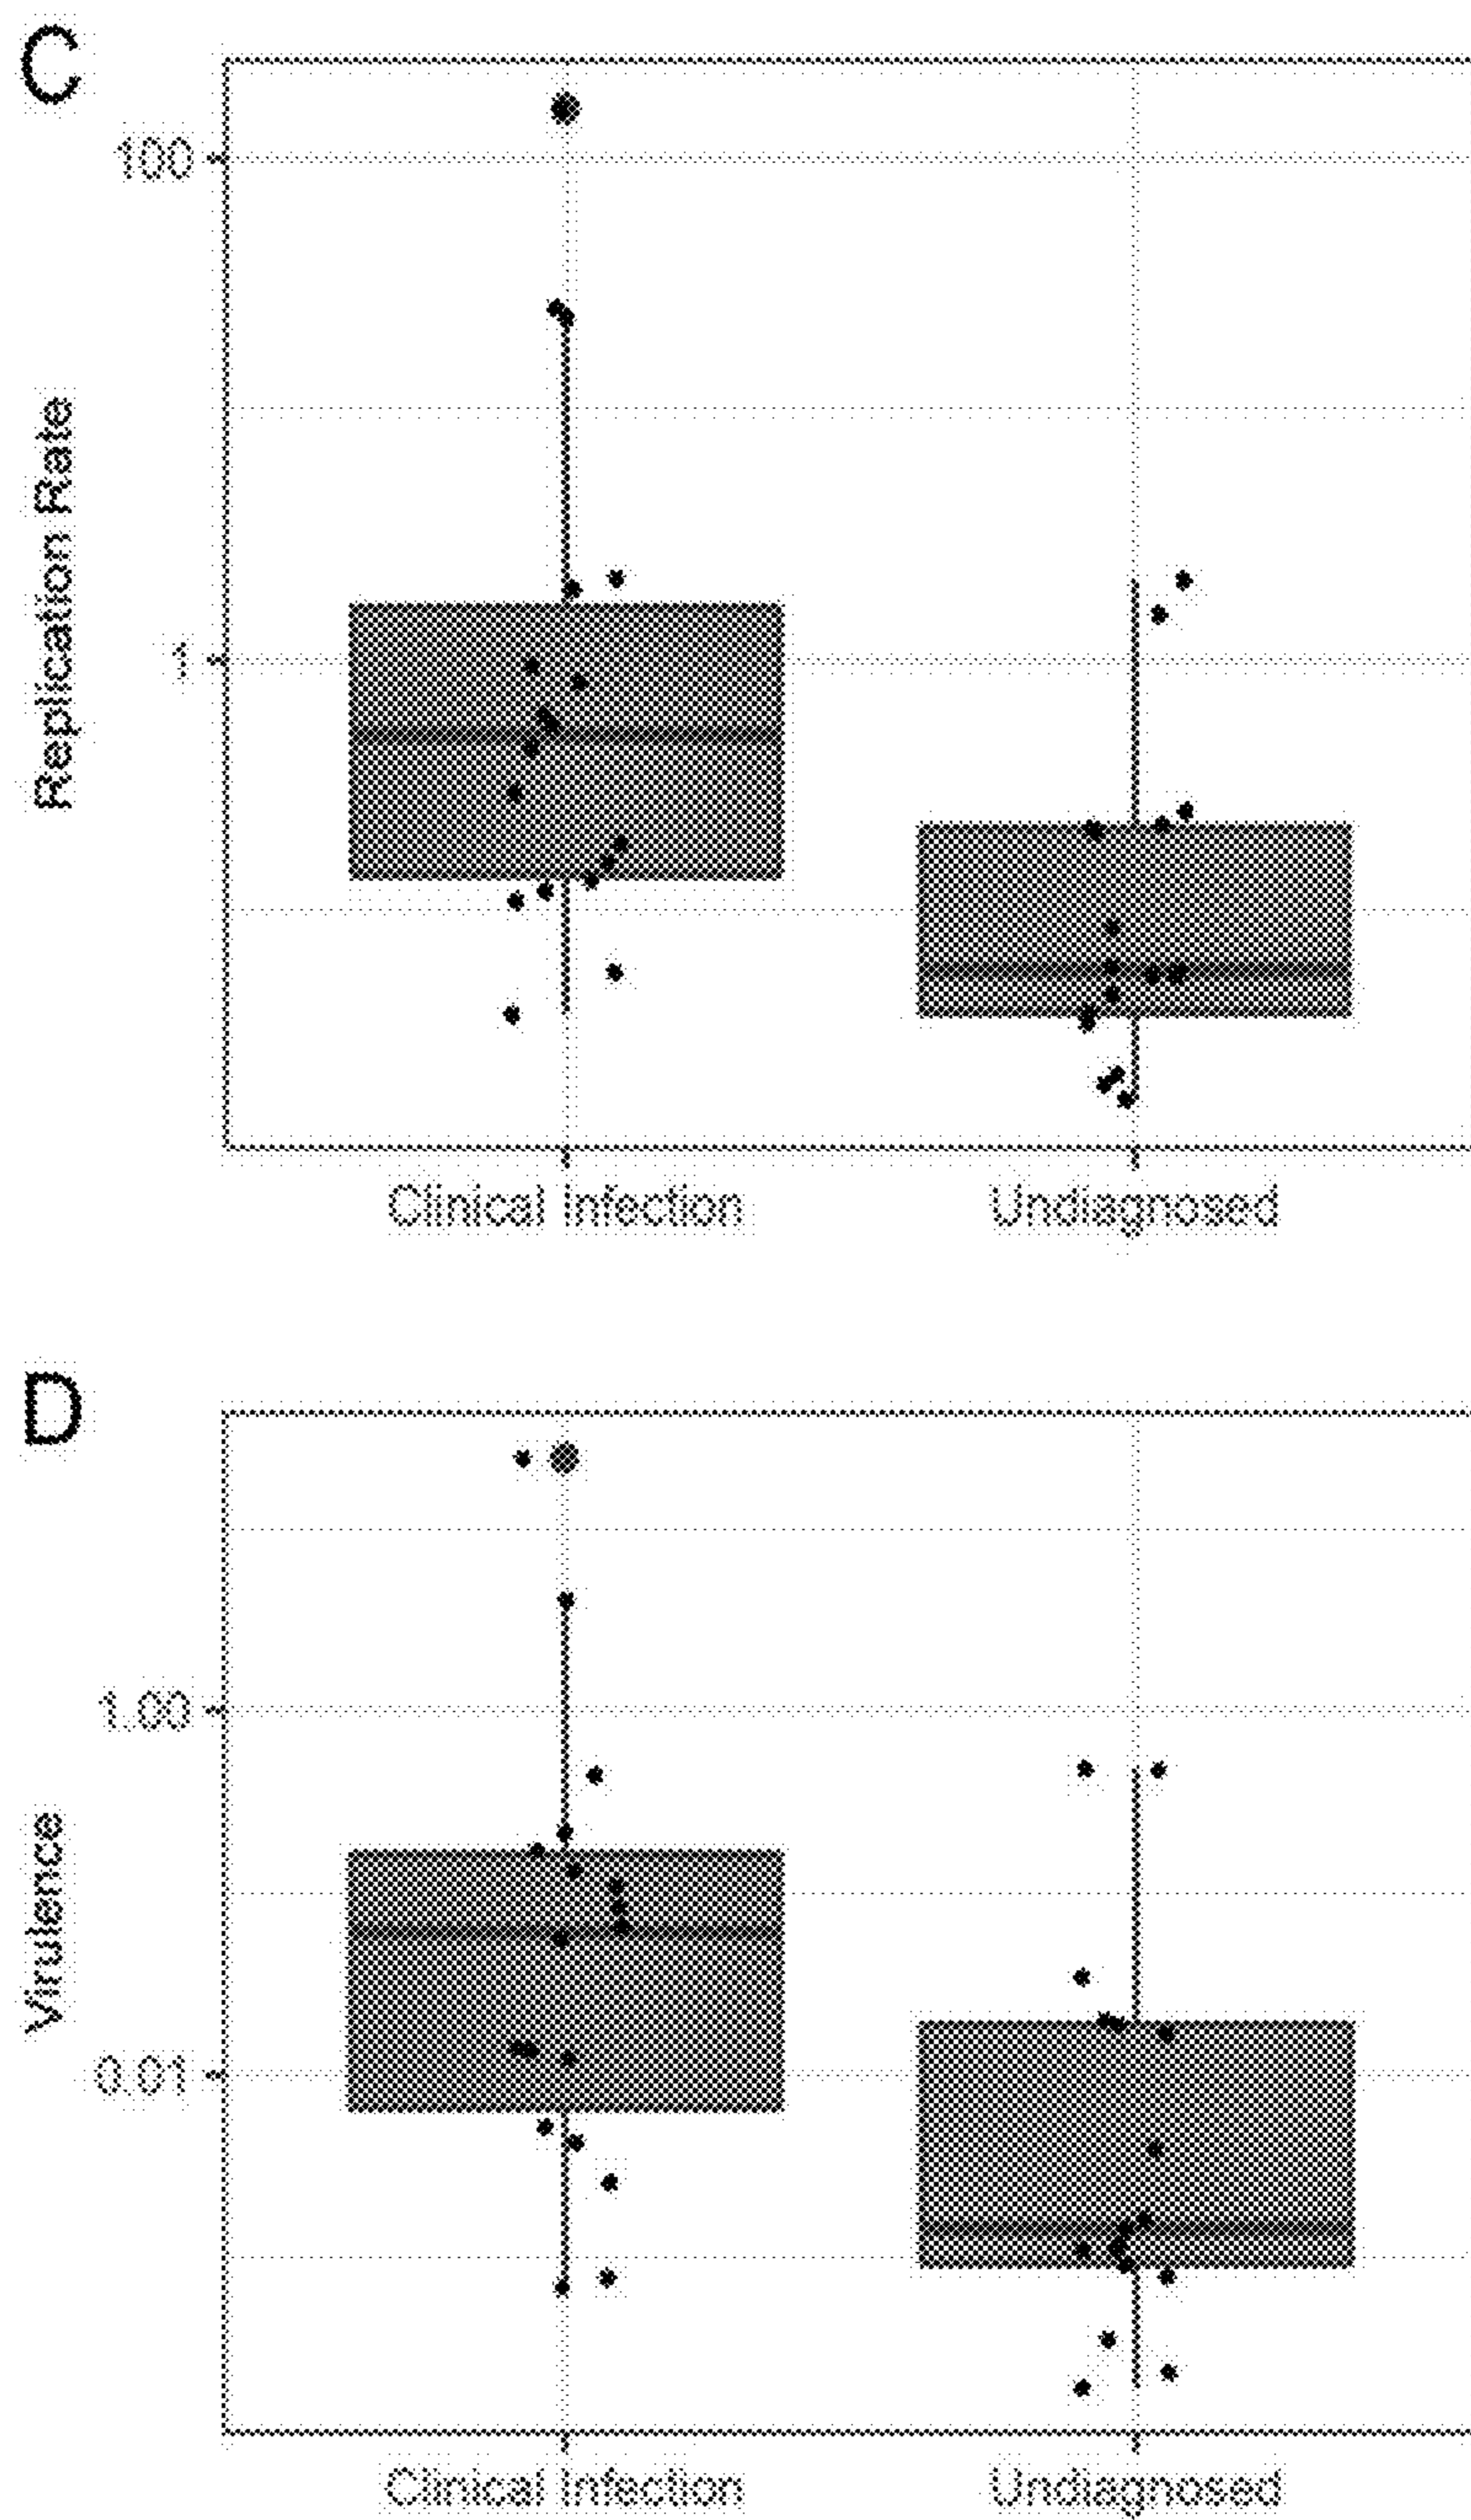 C
100
Replication Rate
1
Clinical Infection
Undiagnosed
D
1.00
Virulence
0.01
Clinical Infection
Undiagnosed